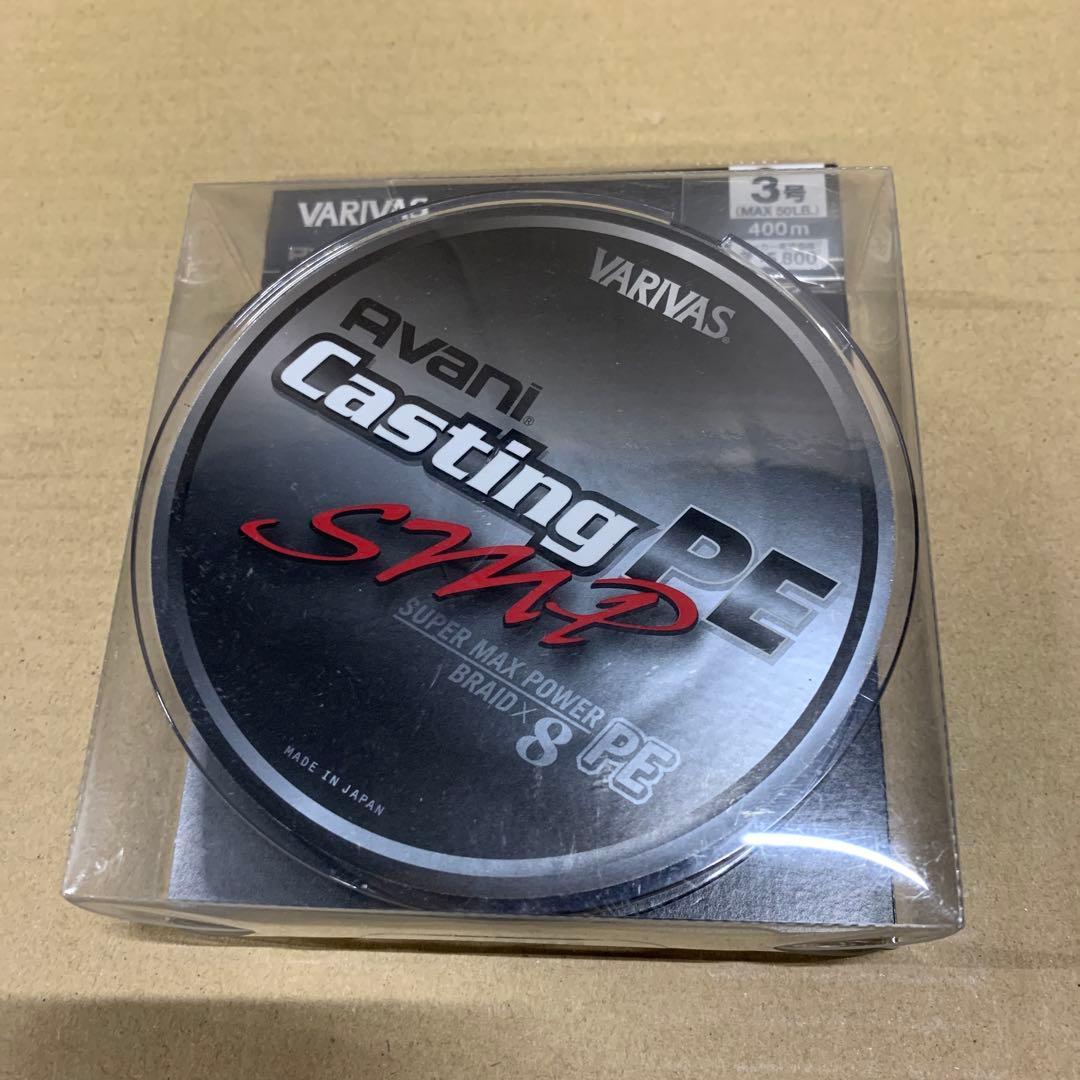 VARIVAS
3号
(MAX 50LB.)
400m
800
VARIVAS®
Avani®
Casting PE
SMP
SUPER MAX POWER
BRAID×8 PE
MADE IN JAPAN